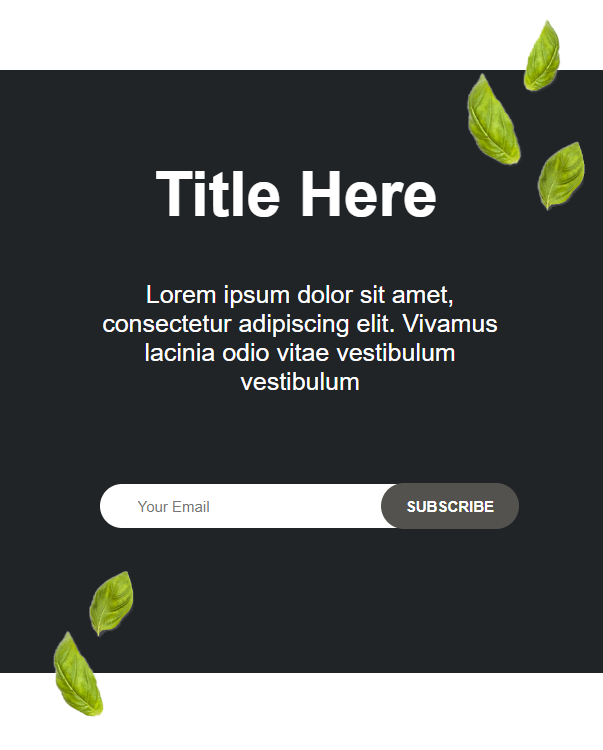 Title Here
Lorem ipsum dolor sit amet,
consectetur adipiscing elit. Vivamus
lacinia odio vitae vestibulum
vestibulum
Your Email
SUBSCRIBE